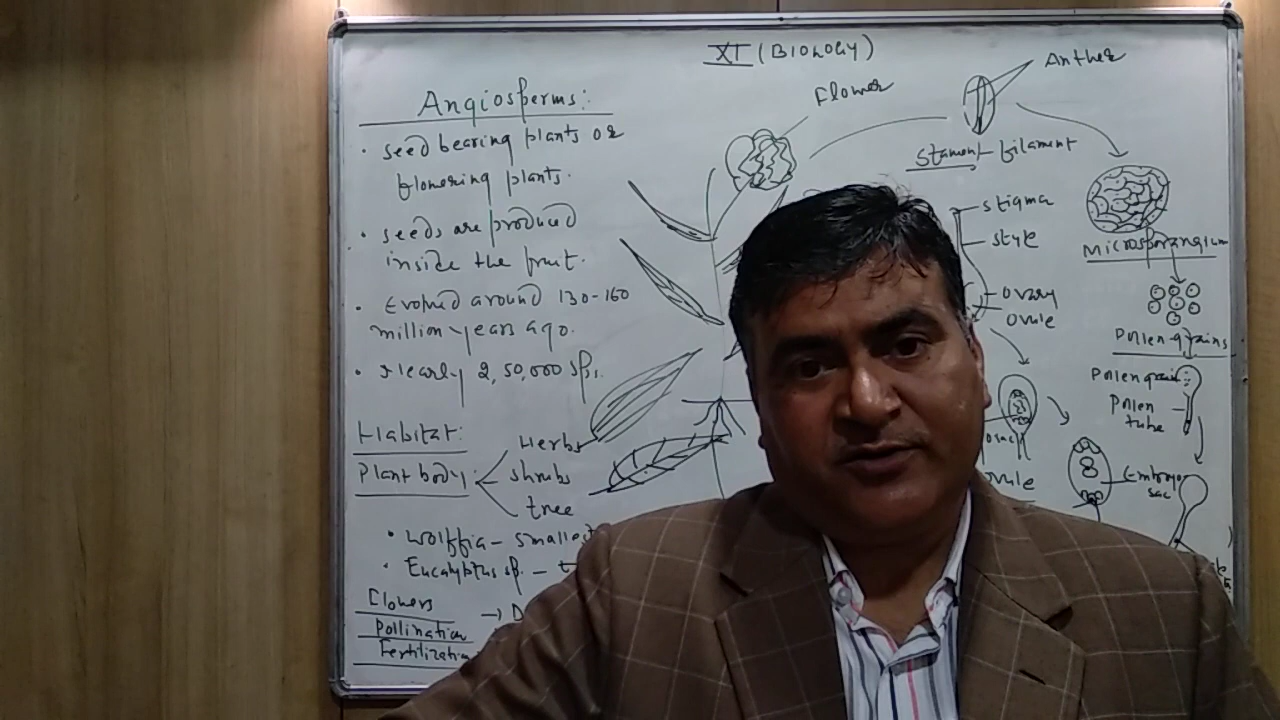 XI (BIOLOGY)
Angiosperms:
• seed bearing plants or
flowering plants.
• seeds are produced
inside the fruit.
• Evolved around 130-160
million years ago.
• Nearly 2,50,000 sps.
Habitat:
Plant body
Herbs
shrubs
tree
• Wolffia - smallest
• Eucalyptus sp. -
Flowers
Pollination
Fertilization
Flower
Anther
Stament - filament
stigma
style
ovary
ovule
Microsporangium
Pollen grains
Pollen grain
Pollen
tube
ovule
Embryo
sac